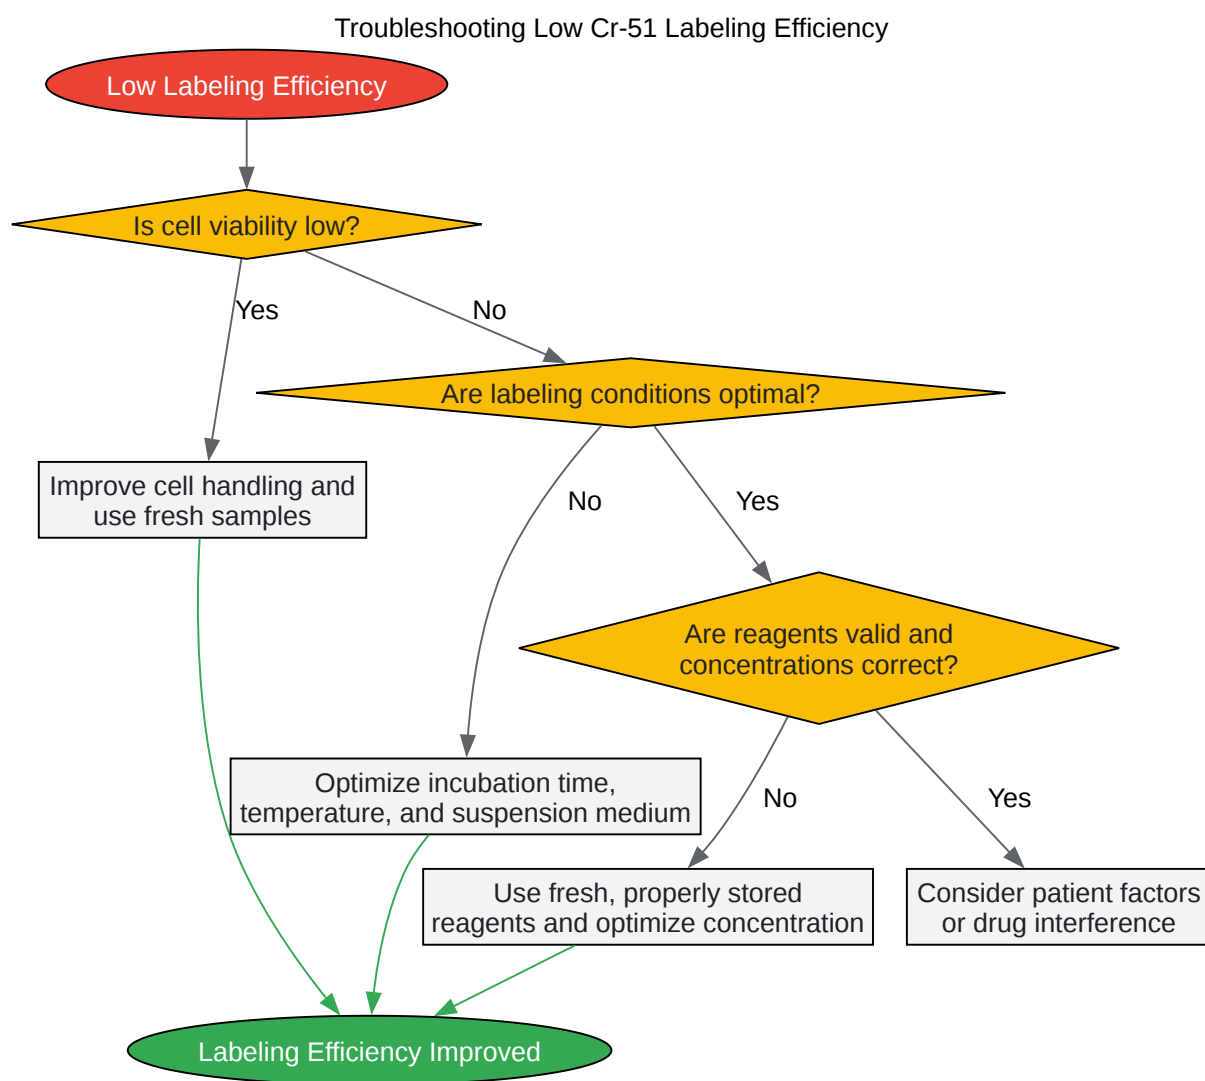 Troubleshooting Low Cr-51 Labeling Efficiency
Low Labeling Efficiency
Is cell viability low?
Yes
No
Are labeling conditions optimal?
Improve cell handling and
use fresh samples
No
Yes
Are reagents valid and
concentrations correct?
Optimize incubation time,
temperature, and suspension medium
No
Yes
Use fresh, properly stored
reagents and optimize concentration
Consider patient factors
or drug interference
Labeling Efficiency Improved